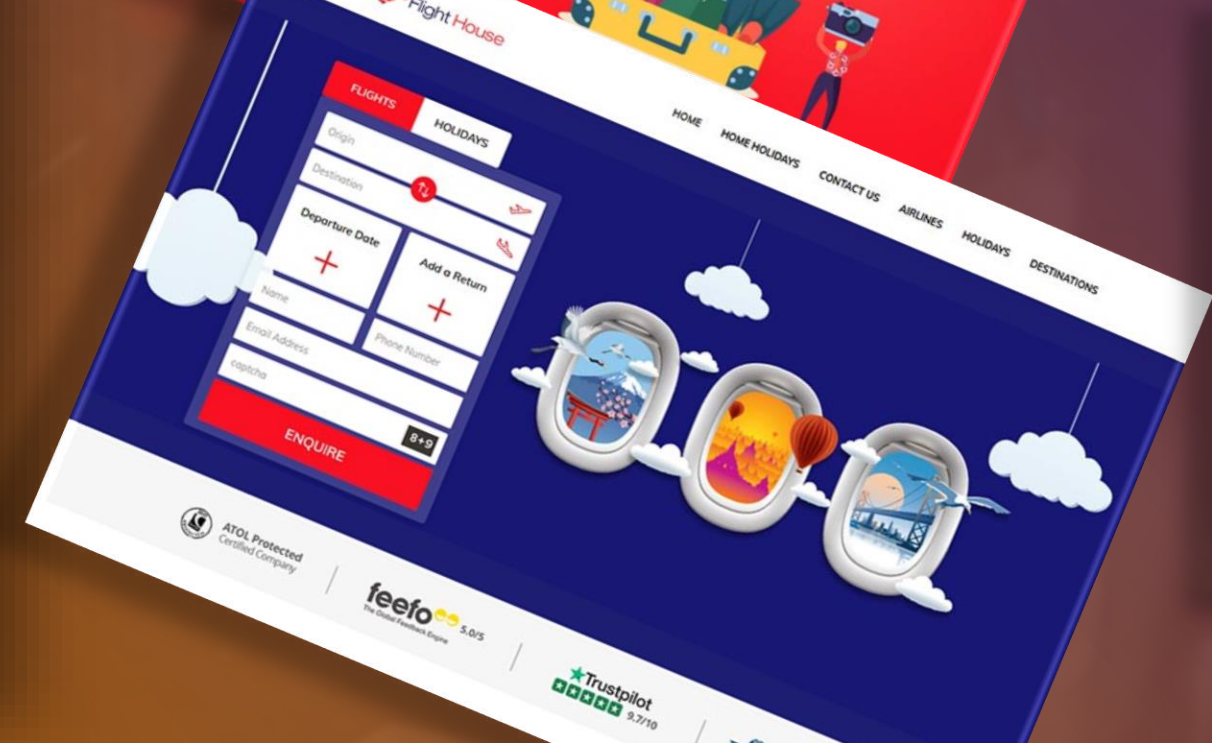 Flight House
HOME HOME HOLIDAYS CONTACT US AIRLINES HOLIDAYS DESTINATIONS
FLIGHTS HOLIDAYS
Origin
Destination
Departure Date
Add a Return
Name
Phone Number
Email Address
captcha
8+9
ENQUIRE
ATOL Protected
Certified Company
feefo 5.0/5
The Global Feedback Engine
Trustpilot
9.7/10